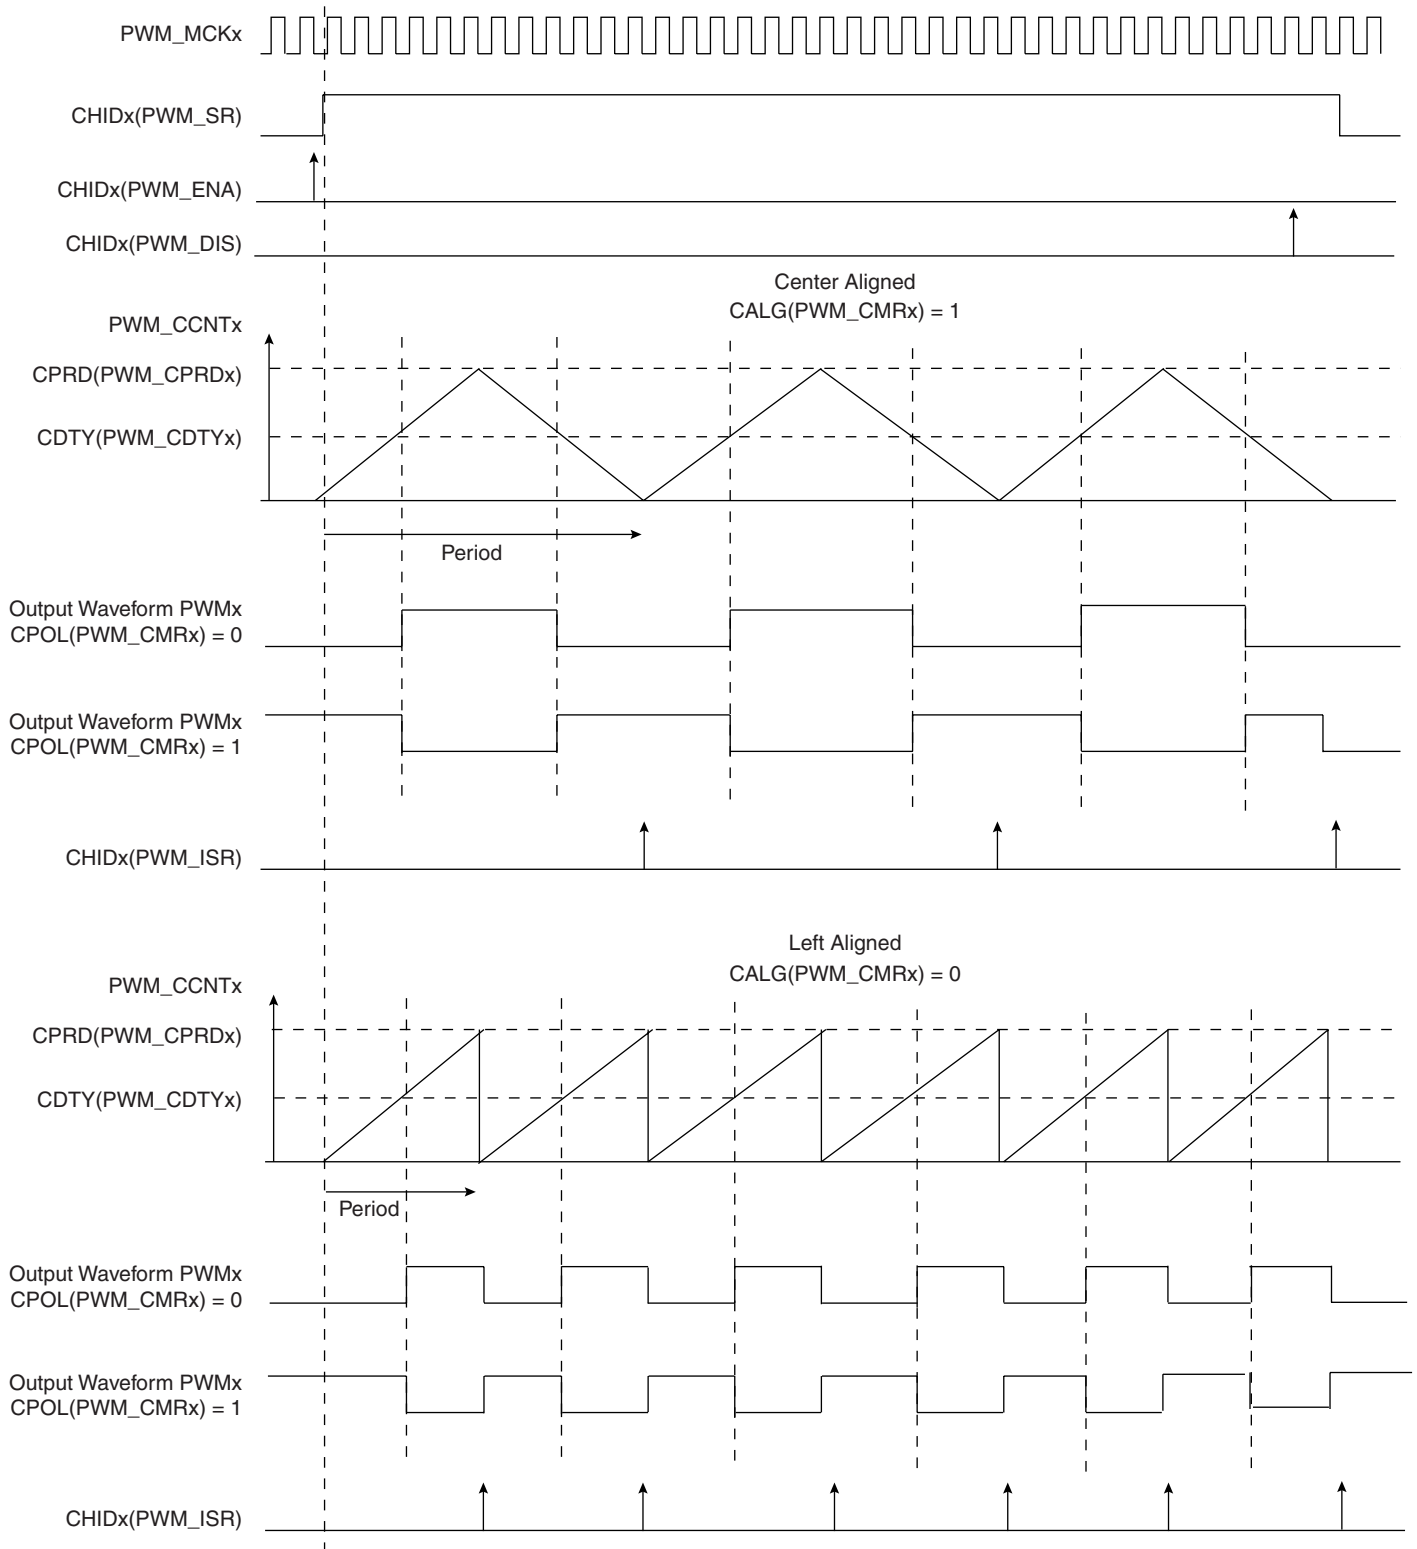 PWM_MCKx
CHIDx(PWM_SR)
CHIDx(PWM_ENA)
CHIDx(PWM_DIS)
Center Aligned
CALG(PWM_CMRx) = 1
PWM_CCNTx
CPRD(PWM_CPRDx)
CDTY(PWM_CDTYx)
Period
Output Waveform PWMx
CPOL(PWM_CMRx) = 0
Output Waveform PWMx
CPOL(PWM_CMRx) = 1
CHIDx(PWM_ISR)
Left Aligned
CALG(PWM_CMRx) = 0
PWM_CCNTx
CPRD(PWM_CPRDx)
CDTY(PWM_CDTYx)
Period
Output Waveform PWMx
CPOL(PWM_CMRx) = 0
Output Waveform PWMx
CPOL(PWM_CMRx) = 1
CHIDx(PWM_ISR)